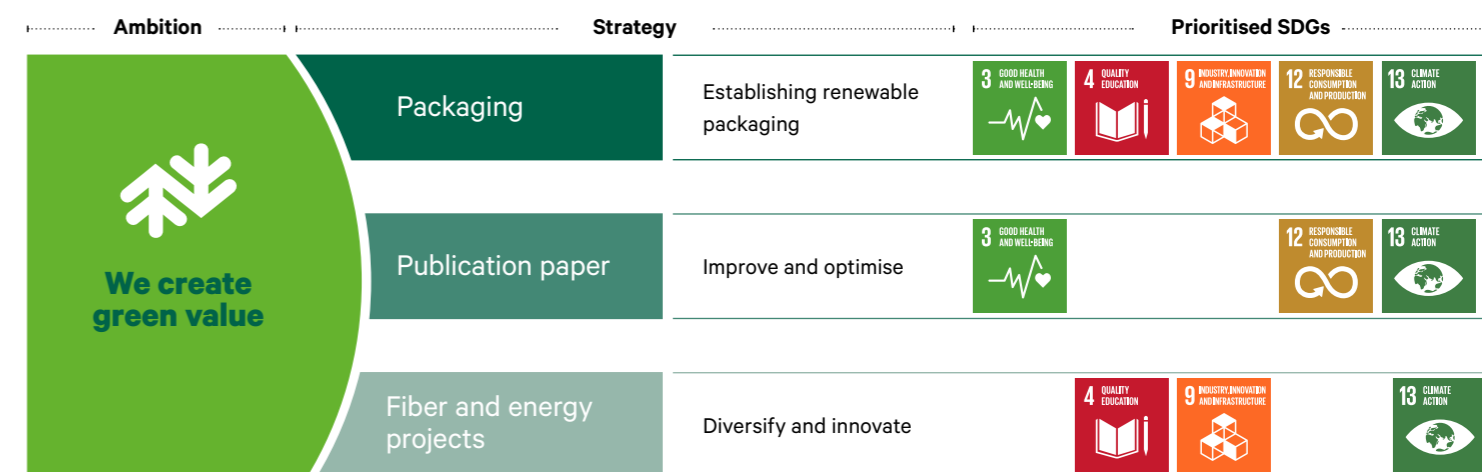 Ambition
Strategy
Prioritised SDGs
We create
green value
Packaging
Establishing renewable
packaging
3 GOOD HEALTH
AND WELL-BEING
4 QUALITY
EDUCATION
9 INDUSTRY, INNOVATION
AND INFRASTRUCTURE
12 RESPONSIBLE
CONSUMPTION
AND PRODUCTION
13 CLIMATE
ACTION
Publication paper
Improve and optimise
3 GOOD HEALTH
AND WELL-BEING
12 RESPONSIBLE
CONSUMPTION
AND PRODUCTION
13 CLIMATE
ACTION
Fiber and energy
projects
Diversify and innovate
4 QUALITY
EDUCATION
9 INDUSTRY, INNOVATION
AND INFRASTRUCTURE
13 CLIMATE
ACTION